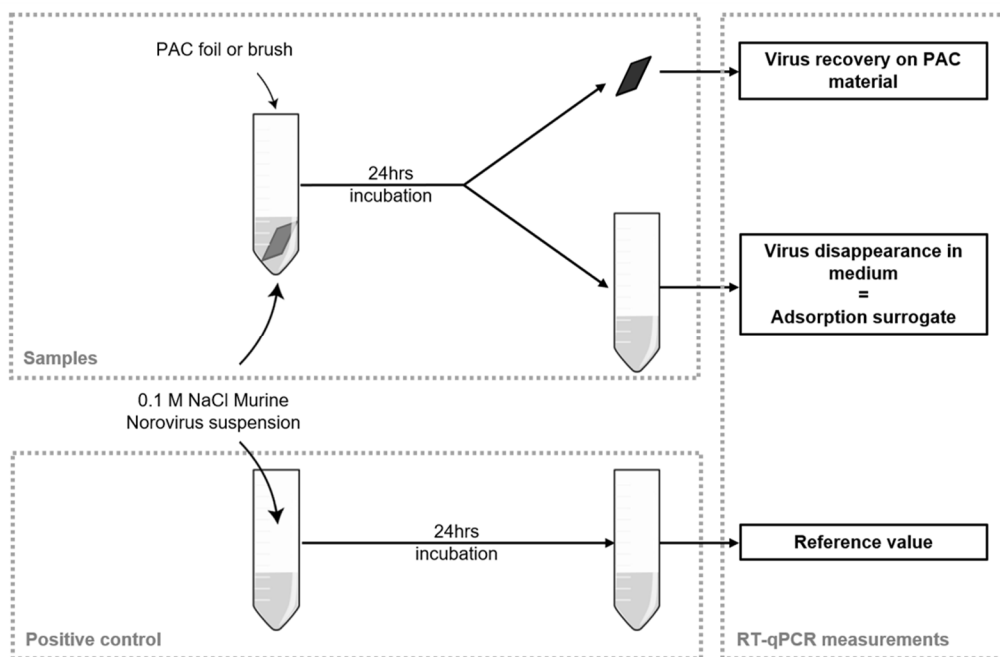 PAC foil or brush
24hrs
incubation
Virus recovery on PAC
material
Virus disappearance in
medium
=
Adsorption surrogate
Samples
0.1 M NaCl Murine
Norovirus suspension
24hrs
incubation
Reference value
Positive control
RT-qPCR measurements